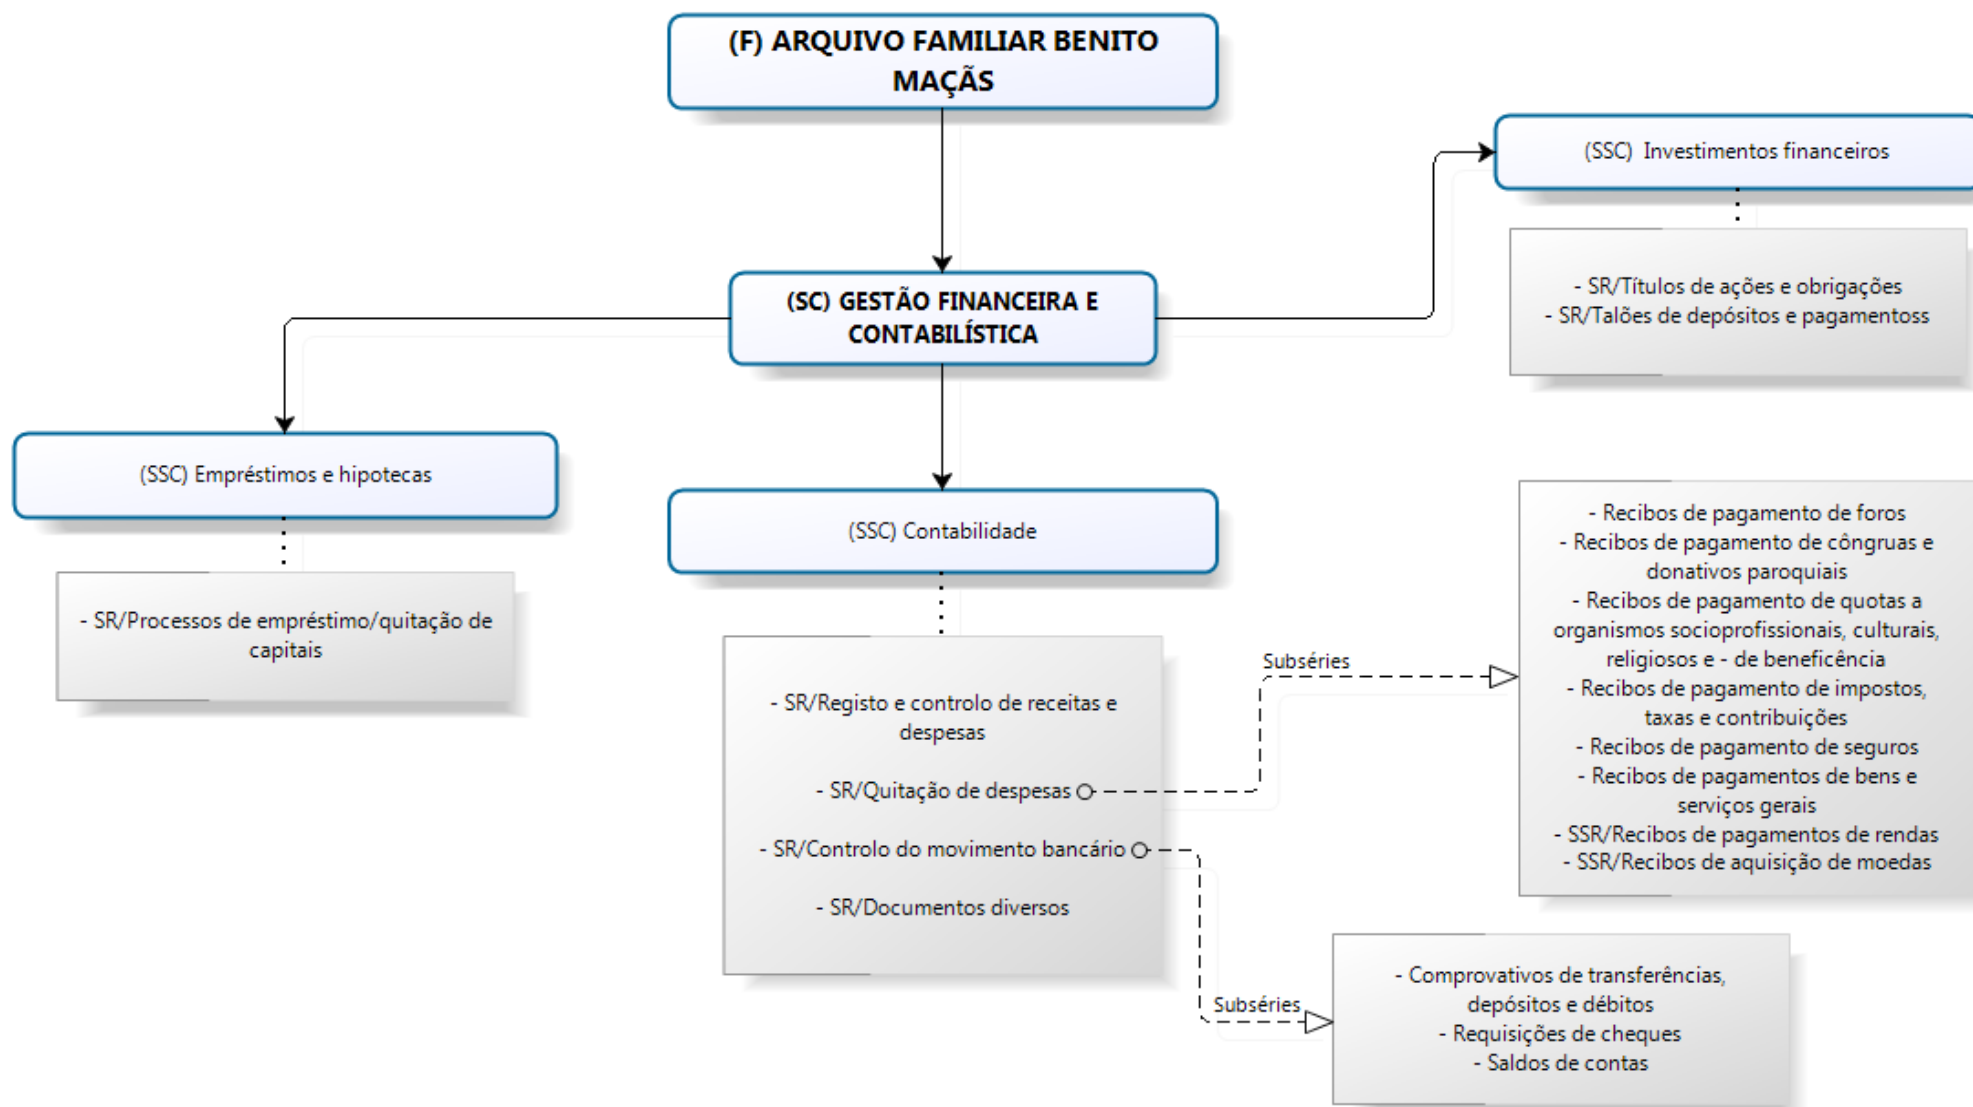 (F) ARQUIVO FAMILIAR BENITO
MAÇÃS
(SSC)  Investimentos financeiros
- SR/Títulos de ações e obrigações
- SR/Talões de depósitos e pagamentoss
(SC) GESTÃO FINANCEIRA E
CONTABILÍSTICA
(SSC) Empréstimos e hipotecas
- SR/Processos de empréstimo/quitação de
capitais
(SSC) Contabilidade
- SR/Registo e controlo de receitas e
despesas
- SR/Quitação de despesas
- SR/Controlo do movimento bancário
- SR/Documentos diversos
Subséries
- Recibos de pagamento de foros
- Recibos de pagamento de côngruas e
donativos paroquiais
- Recibos de pagamento de quotas a
organismos socioprofissionais, culturais,
religiosos e - de beneficência
- Recibos de pagamento de impostos,
taxas e contribuições
- Recibos de pagamento de seguros
- Recibos de pagamentos de bens e
serviços gerais
- SSR/Recibos de pagamentos de rendas
- SSR/Recibos de aquisição de moedas
Subséries
- Comprovativos de transferências,
depósitos e débitos
- Requisições de cheques
- Saldos de contas